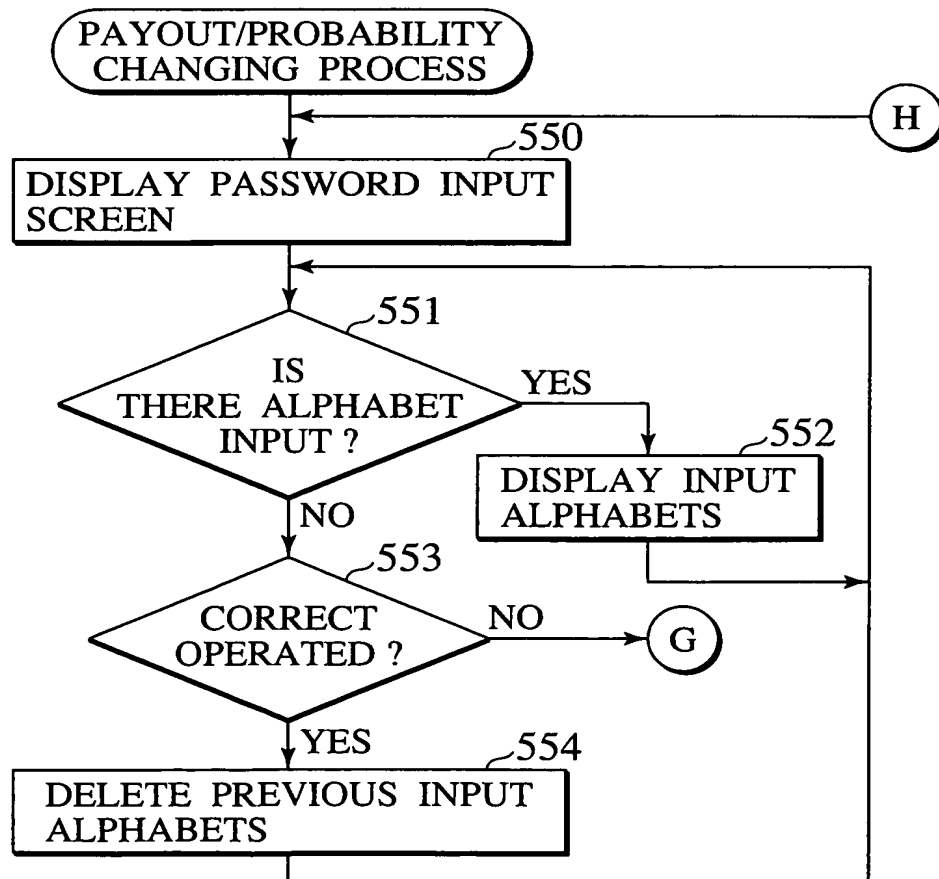 PAYOUT/PROBABILITY
CHANGING PROCESS
H
550
DISPLAY PASSWORD INPUT
SCREEN
551
IS
THERE ALPHABET
INPUT ?
YES
552
DISPLAY INPUT
ALPHABETS
NO
553
CORRECT
OPERATED ?
NO
G
YES
554
DELETE PREVIOUS INPUT
ALPHABETS